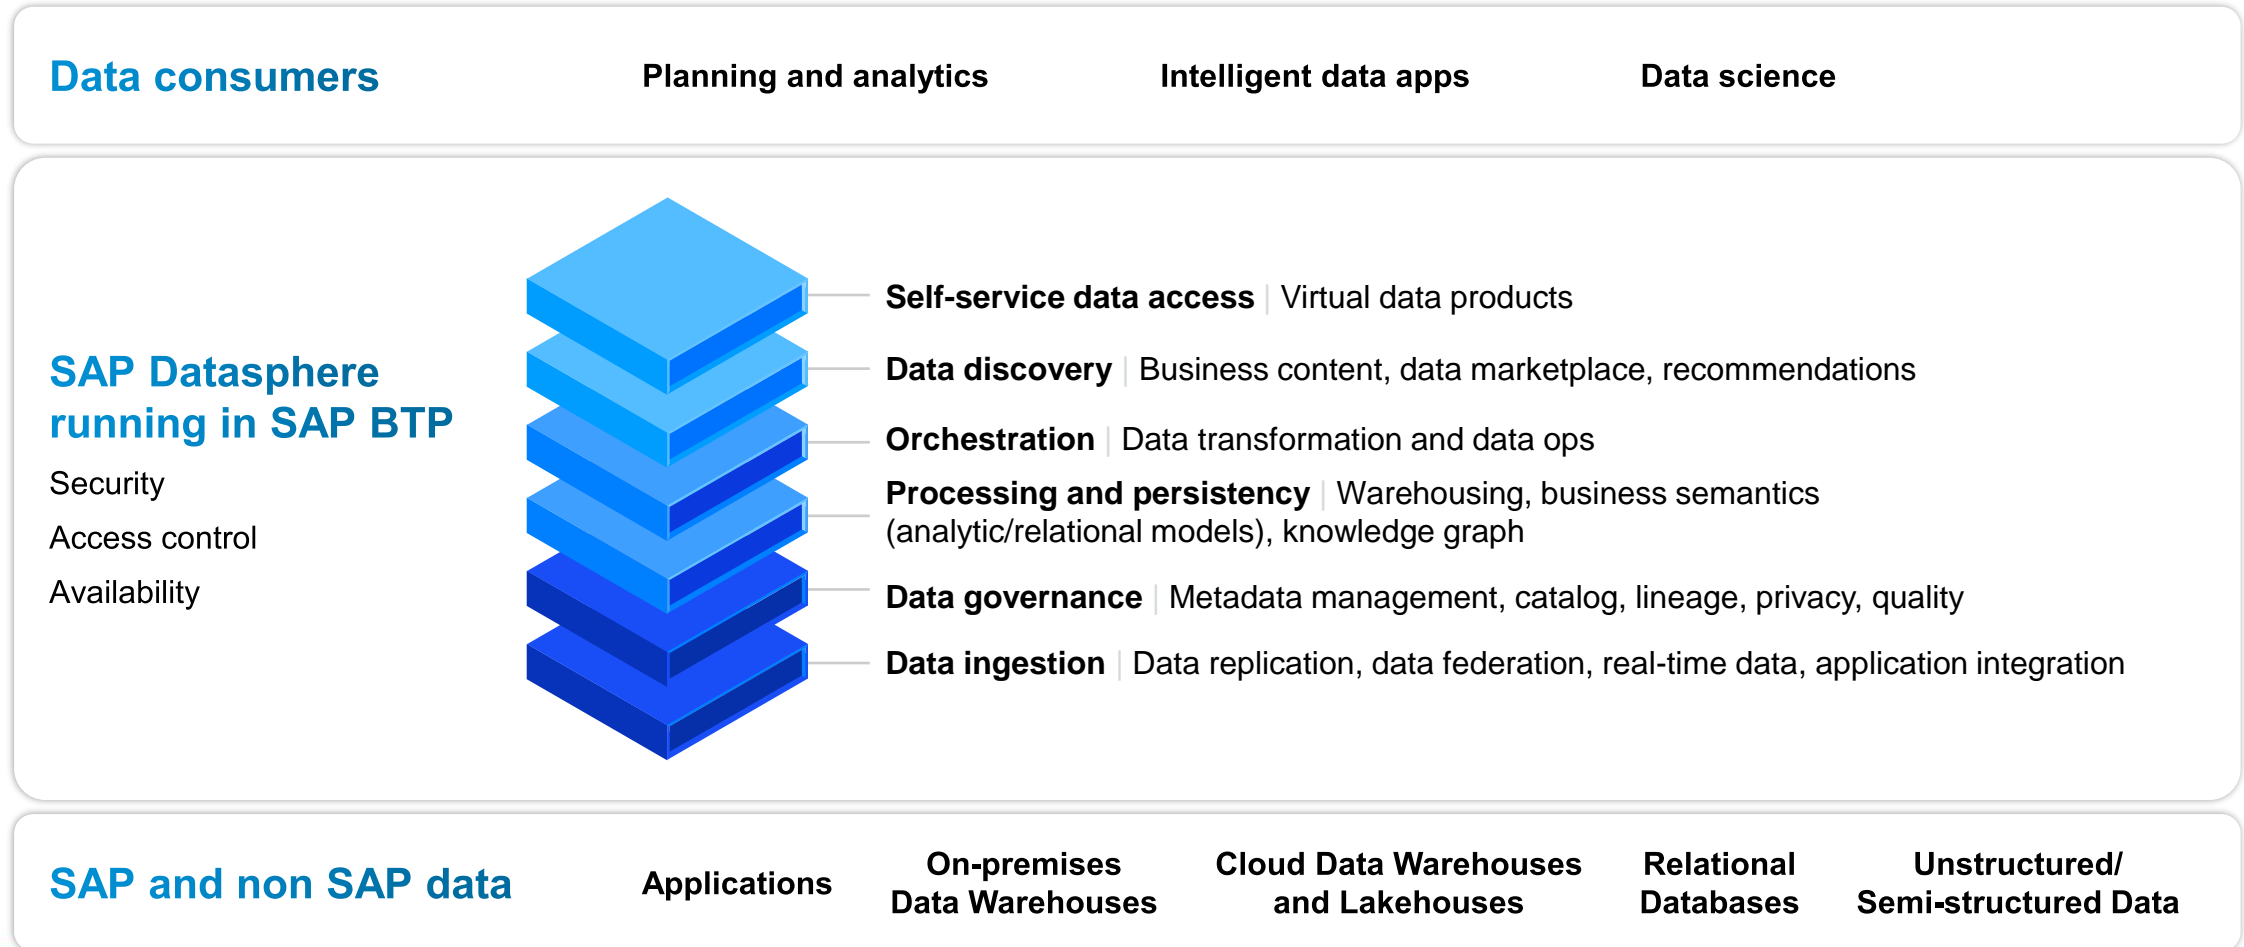 Data consumers
Planning and analytics
Intelligent data apps
Data science
SAP Datasphere
running in SAP BTP
Security
Access control
Availability
Self-service data access | Virtual data products
Data discovery | Business content, data marketplace, recommendations
Orchestration | Data transformation and data ops
Processing and persistency | Warehousing, business semantics
(analytic/relational models), knowledge graph
Data governance | Metadata management, catalog, lineage, privacy, quality
Data ingestion | Data replication, data federation, real-time data, application integration
SAP and non SAP data
Applications
On-premises
Data Warehouses
Cloud Data Warehouses
and Lakehouses
Relational
Databases
Unstructured/
Semi-structured Data